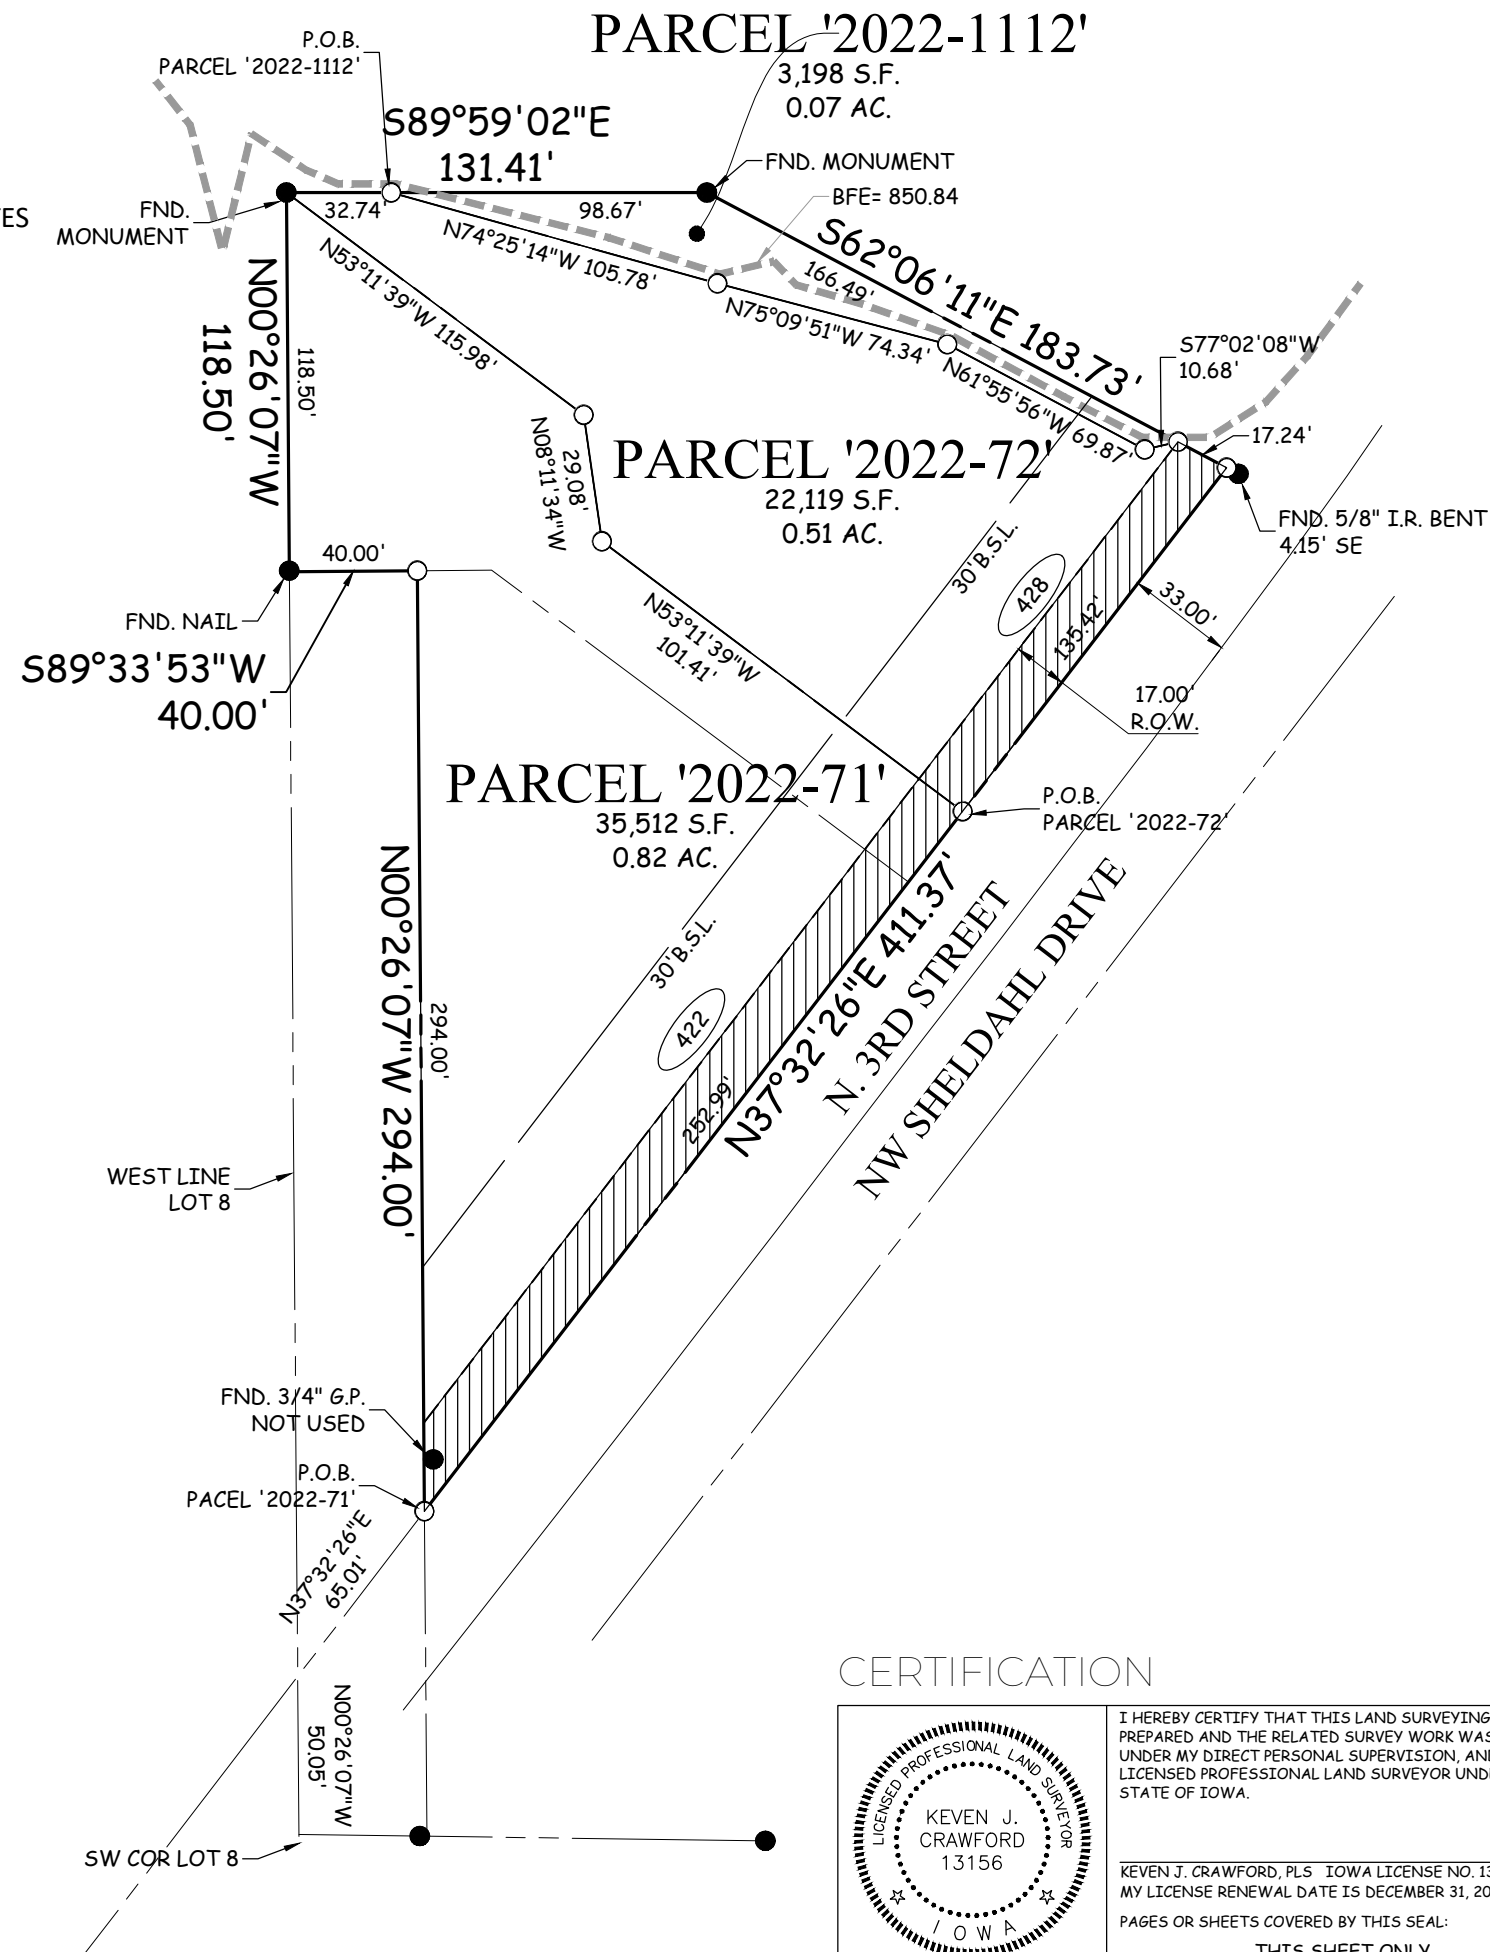 PARCEL '2022-1112'
3,198 S.F.
0.07 AC.
P.O.B.
PARCEL '2022-1112'
S89°59'02"E
131.41'
FND. MONUMENT
BFE= 850.84
TES
FND.
MONUMENT
32.74'
98.67'
N74°25'14"W 105.78'
N53°11'39"W 115.98'
S62°06'11"E 183.73'
166.49'
N75°09'51"W 74.34'
N61°55'56"W 69.87'
S77°02'08"W
10.68'
17.24'
N00°26'07"W
118.50'
118.50'
PARCEL '2022-72'
22,119 S.F.
0.51 AC.
29.08'
N08°11'34"W
FND. 5/8" I.R. BENT
4.15' SE
30'B.S.L.
428
135.42'
33.00'
40.00'
FND. NAIL
S89°33'53"W
40.00'
N53°11'39"W
101.41'
17.00'
R.O.W.
PARCEL '2022-71'
35,512 S.F.
0.82 AC.
P.O.B.
PARCEL '2022-72'
N00°26'07"W 294.00'
294.00'
30'B.S.L.
422
252.99'
N37°32'26"E 411.37'
N. 3RD STREET
NW SHELDAHL DRIVE
WEST LINE
LOT 8
FND. 3/4" G.P.
NOT USED
P.O.B.
PACEL '2022-71'
N37°32'26"E
65.01'
N00°26'07"W
50.05'
SW COR LOT 8
CERTIFICATION
LICENSED PROFESSIONAL LAND SURVEYOR
KEVEN J.
CRAWFORD
13156
IOWA
I HEREBY CERTIFY THAT THIS LAND SURVEYING
PREPARED AND THE RELATED SURVEY WORK WAS
UNDER MY DIRECT PERSONAL SUPERVISION, AND
LICENSED PROFESSIONAL LAND SURVEYOR UNDE
STATE OF IOWA.
KEVEN J. CRAWFORD, PLS IOWA LICENSE NO. 13
MY LICENSE RENEWAL DATE IS DECEMBER 31, 20
PAGES OR SHEETS COVERED BY THIS SEAL:
THIS SHEET ONLY